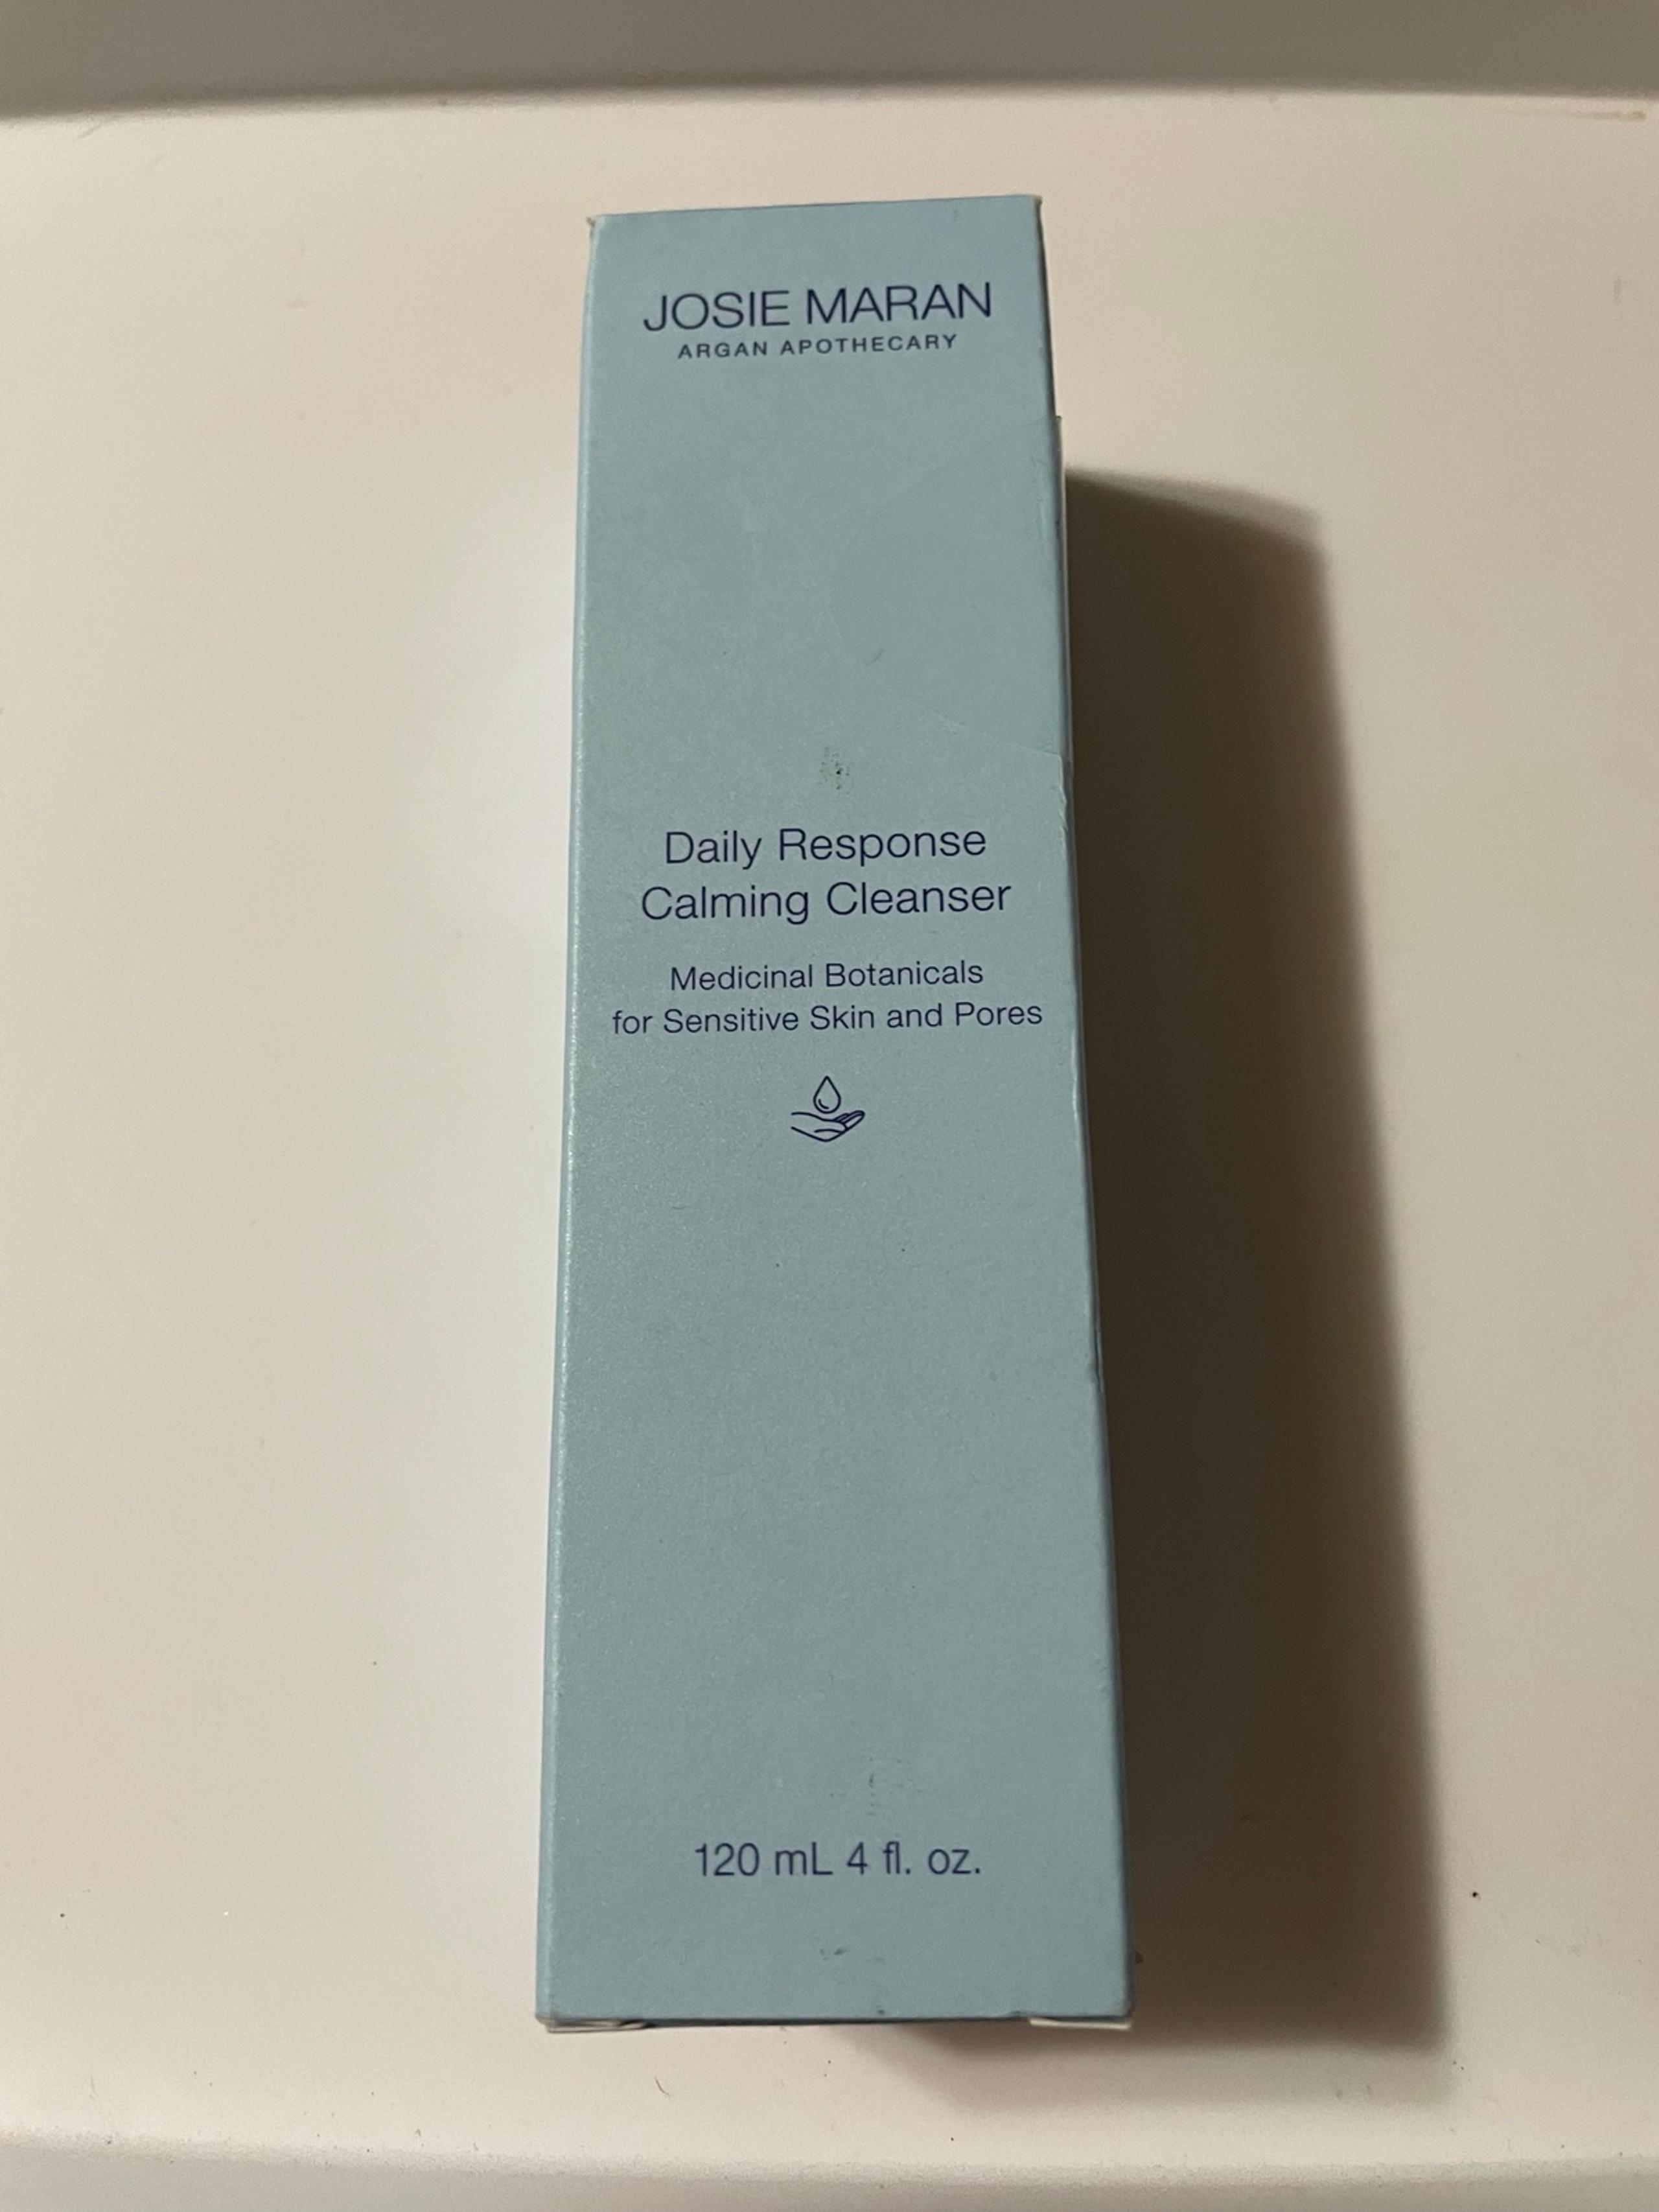 JOSIE MARAN
ARGAN APOTHECARY
Daily Response
Calming Cleanser
Medicinal Botanicals
for Sensitive Skin and Pores
120 mL 4 fl. oz.